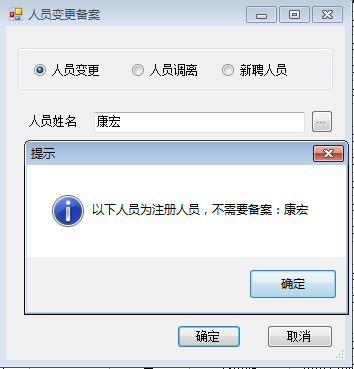 人员变更备案
人员变更 人员调离 新聘人员
人员姓名 康宏 ...
提示
以下人员为注册人员，不需要备案：康宏
确定
确定 取消